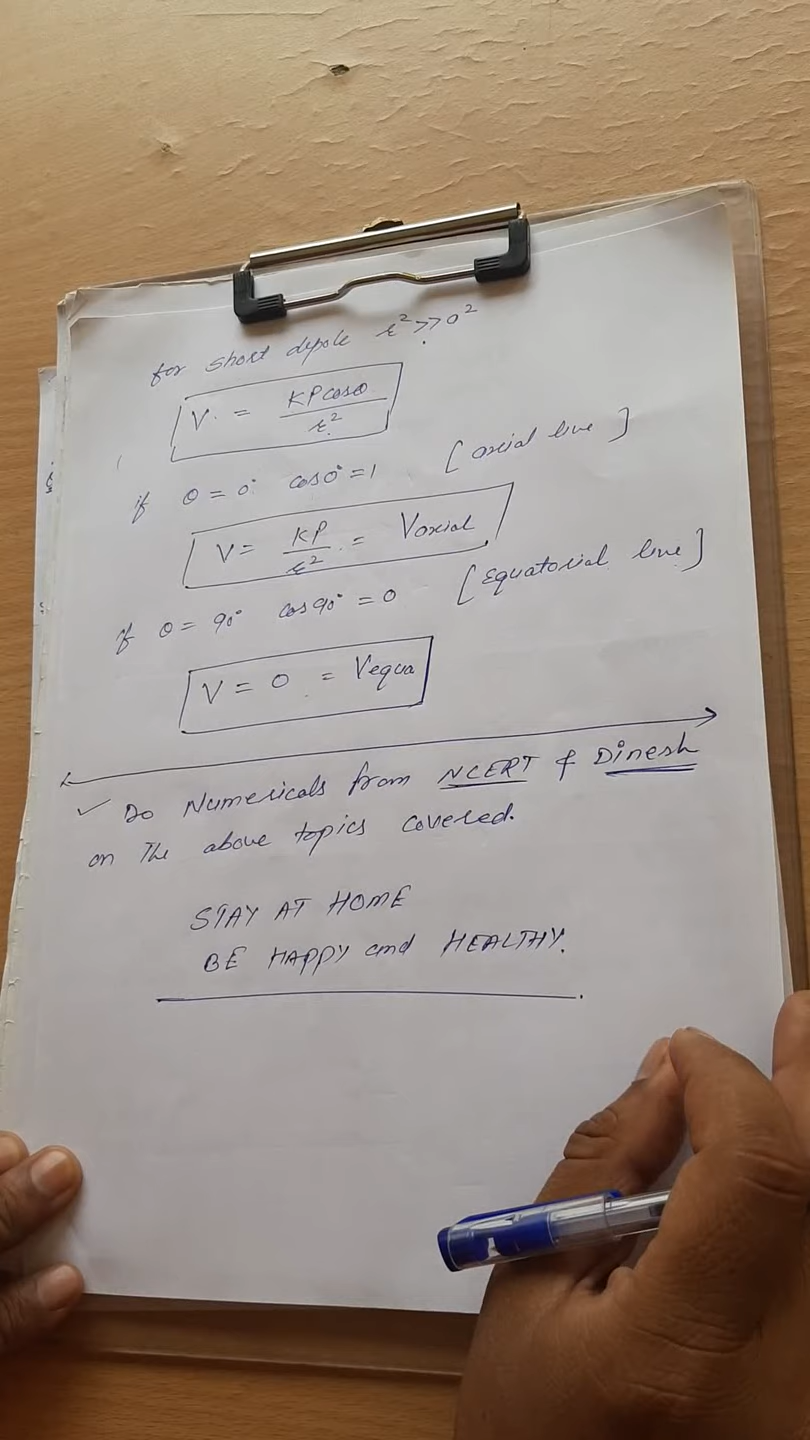 for short dipole r² >> a²
V = KP cosθ / r²
if θ = 0° cos0° = 1 [axial line]
V = KP / r² = Vaxial
if θ = 90° cos90° = 0 [Equatorial line]
V = 0 = Vequa
✓ Do Numericals from NCERT & Dinesh
on The above topics covered.
STAY AT HOME
BE HAPPY and HEALTHY.